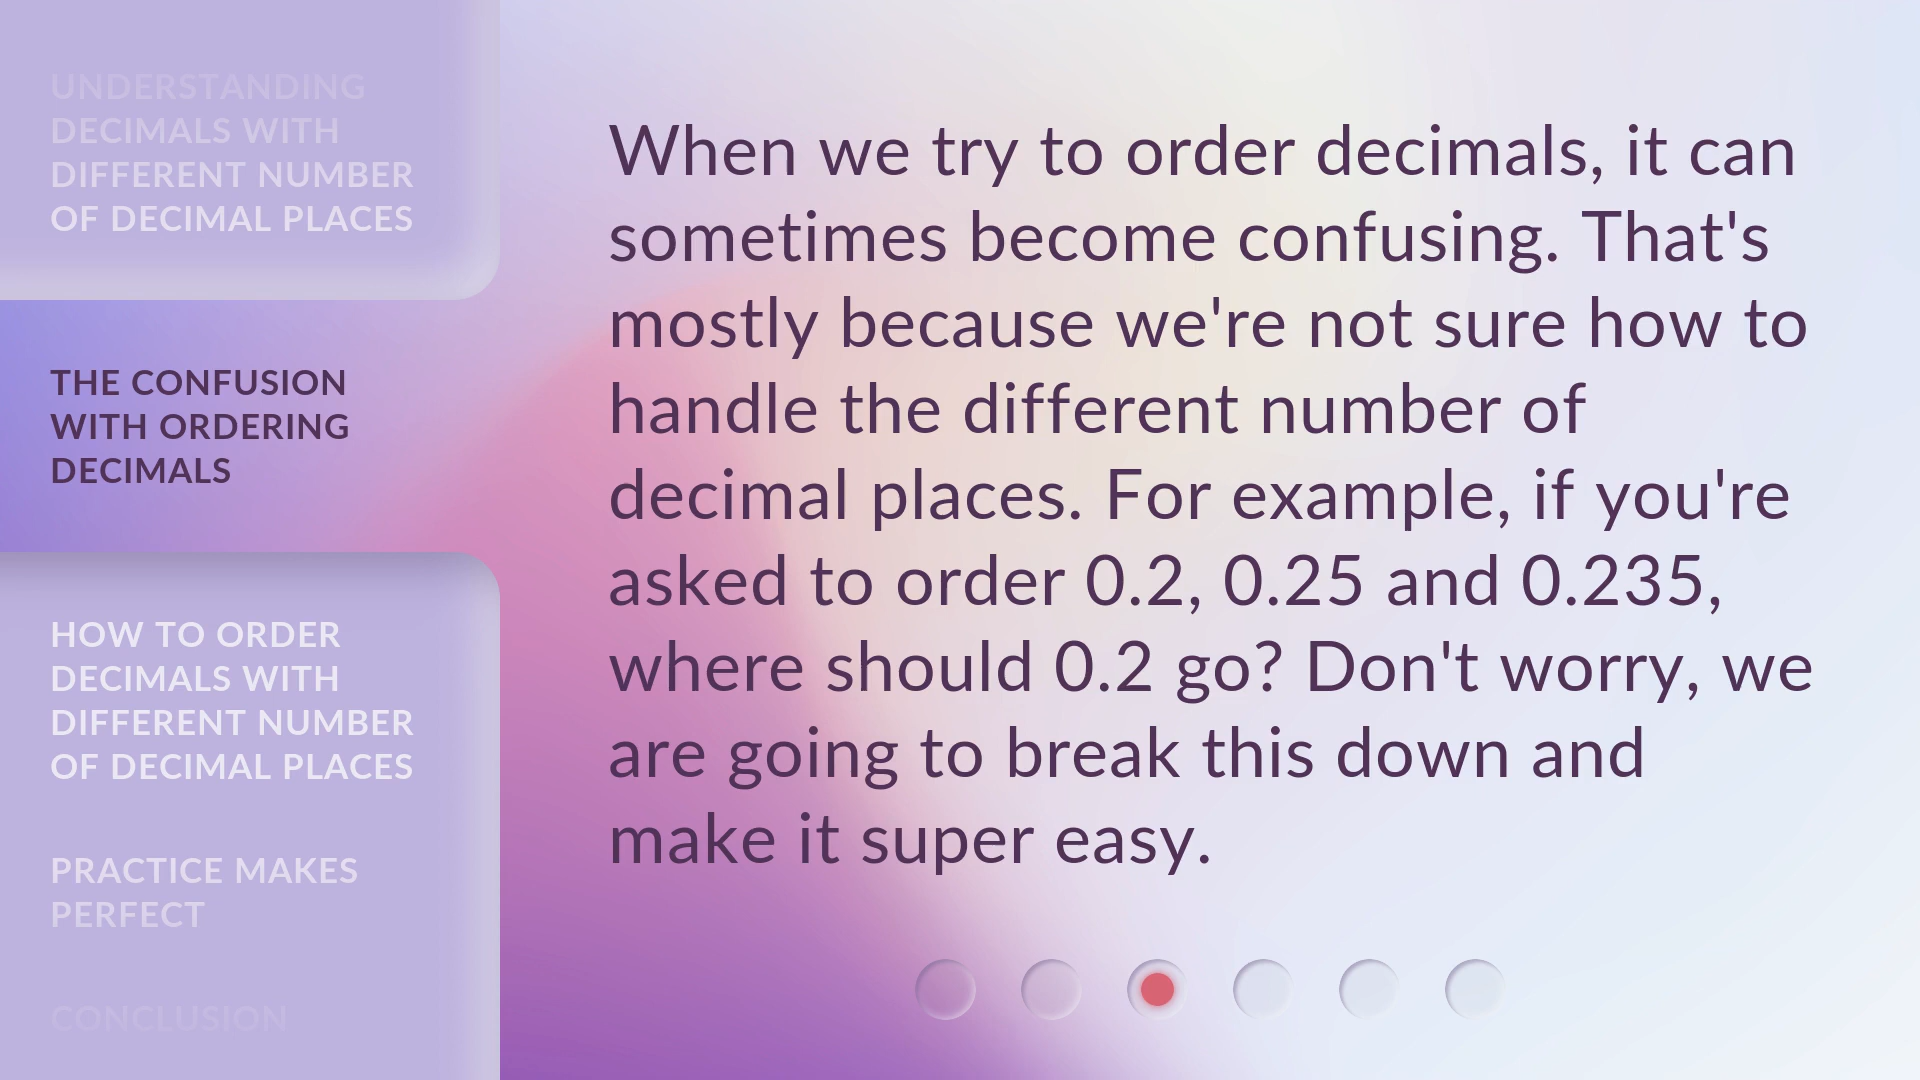 UNDERSTANDING
DECIMALS WITH
DIFFERENT NUMBER
OF DECIMAL PLACES
THE CONFUSION
WITH ORDERING
DECIMALS
HOW TO ORDER
DECIMALS WITH
DIFFERENT NUMBER
OF DECIMAL PLACES
PRACTICE MAKES
PERFECT
CONCLUSION
When we try to order decimals, it can
sometimes become confusing. That's
mostly because we're not sure how to
handle the different number of
decimal places. For example, if you're
asked to order 0.2, 0.25 and 0.235,
where should 0.2 go? Don't worry, we
are going to break this down and
make it super easy.